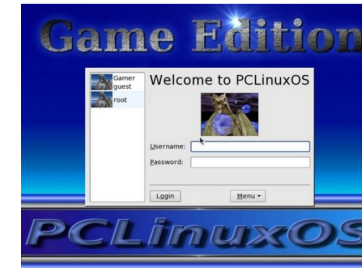 Game Edition
Gamer
guest
root
Welcome to PCLinuxOS
Username:
Password:
Login
Menu
PCLinuxOS